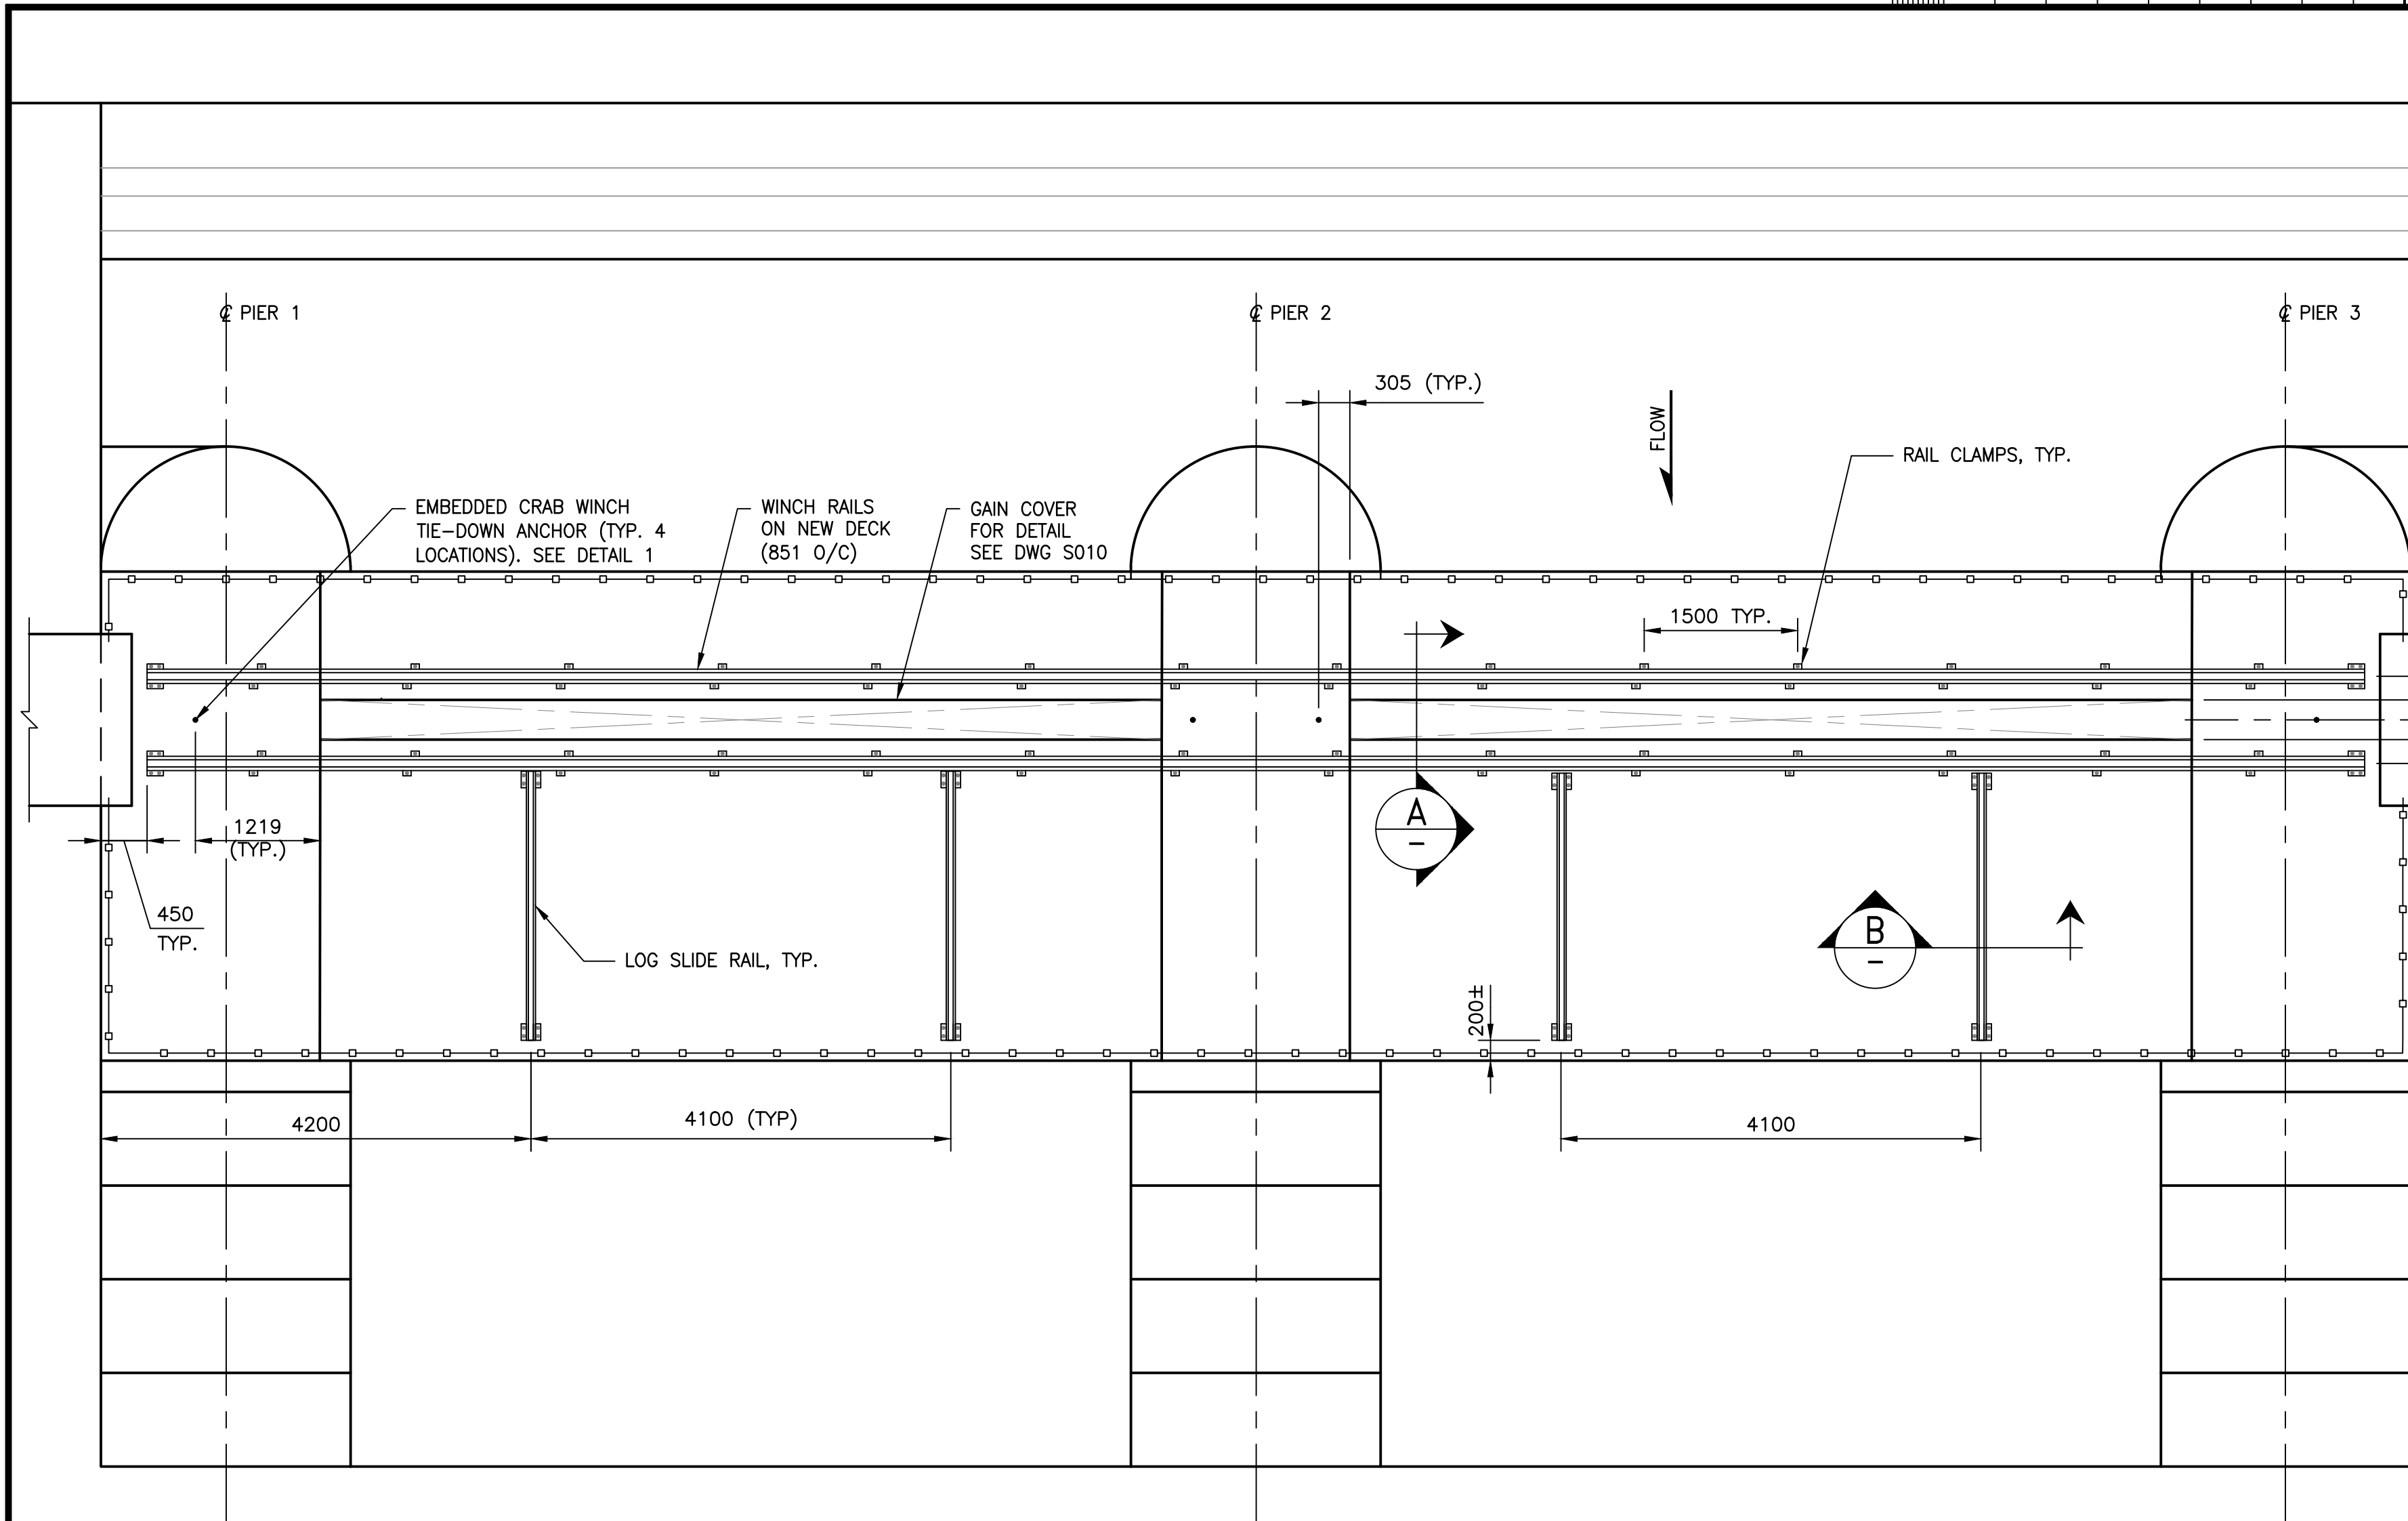 ℄ PIER 1
℄ PIER 2
℄ PIER 3
305 (TYP.)
FLOW
RAIL CLAMPS, TYP.
EMBEDDED CRAB WINCH
TIE-DOWN ANCHOR (TYP. 4
LOCATIONS). SEE DETAIL 1
WINCH RAILS
ON NEW DECK
(851 O/C)
GAIN COVER
FOR DETAIL
SEE DWG S010
1500 TYP.
1219
(TYP.)
A
-
450
TYP.
LOG SLIDE RAIL, TYP.
B
-
200±
4200
4100 (TYP)
4100